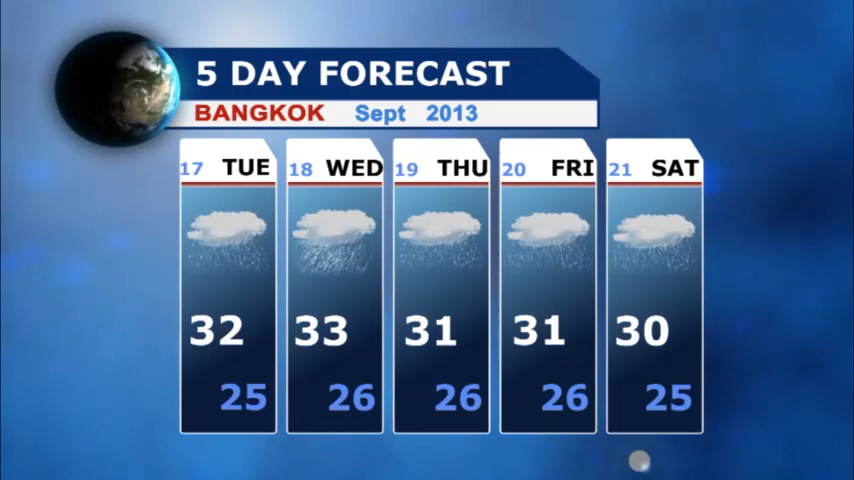 5 DAY FORECAST
BANGKOK Sept 2013
17 TUE 18 WED 19 THU 20 FRI 21 SAT
32 33 31 31 30
25 26 26 26 25